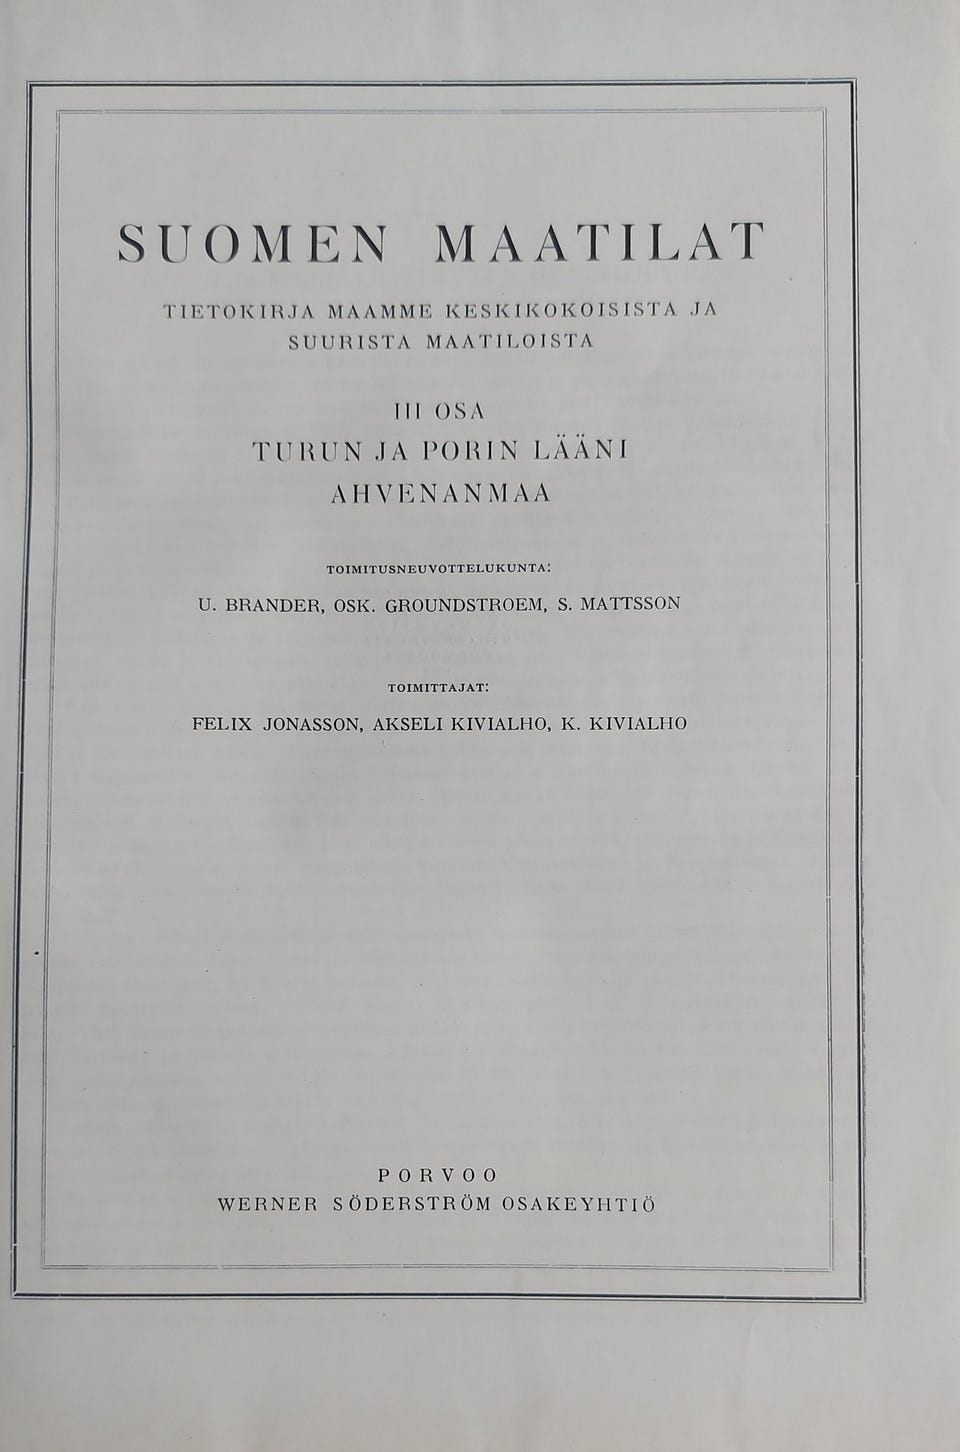 SUOMEN MAATILAT
TIETOKIRJA MAAMME KESKIKOKOISISTA JA
SUURISTA MAATILOISTA
III OSA
TURUN JA PORIN LÄÄNI
AHVENANMAA
TOIMITUSNEUVOTTELUKUNTA:
U. BRANDER, OSK. GROUNDSTROEM, S. MATTSSON
TOIMITTAJAT:
FELIX JONASSON, AKSELI KIVIALHO, K. KIVIALHO
PORVOO
WERNER SÖDERSTRÖM OSAKEYHTIÖ